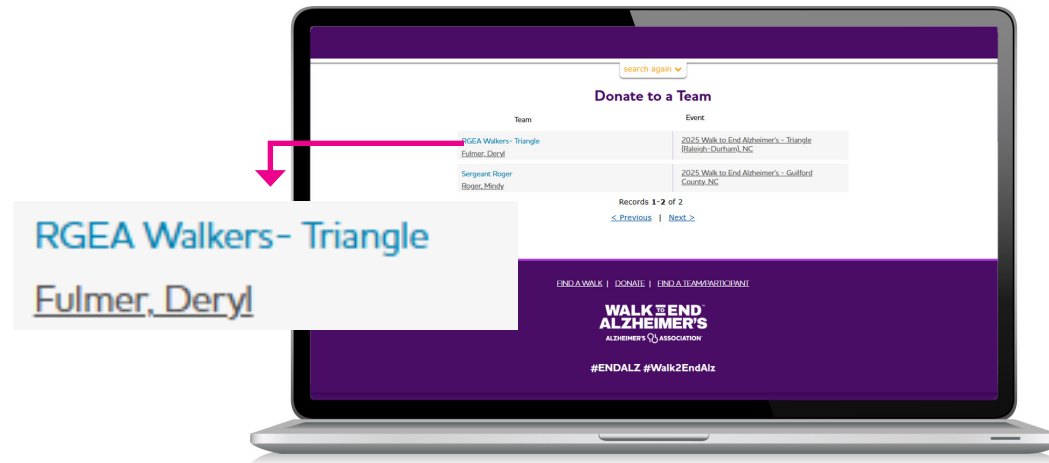 search again
Donate to a Team
Team
Event
RGEA Walkers- Triangle
Fulmer, Deryl
2025 Walk to End Alzheimer's - Triangle
(Raleigh-Durham), NC
Sergeant Roger
Roger, Mindy
2025 Walk to End Alzheimer's - Guilford
County, NC
Records 1-2 of 2
< Previous | Next >
RGEA Walkers- Triangle
Fulmer, Deryl
FIND A WALK | DONATE | FIND A TEAM/PARTICIPANT
WALK TO END™
ALZHEIMER'S
ALZHEIMER'S ASSOCIATION®
#ENDALZ #Walk2EndAlz